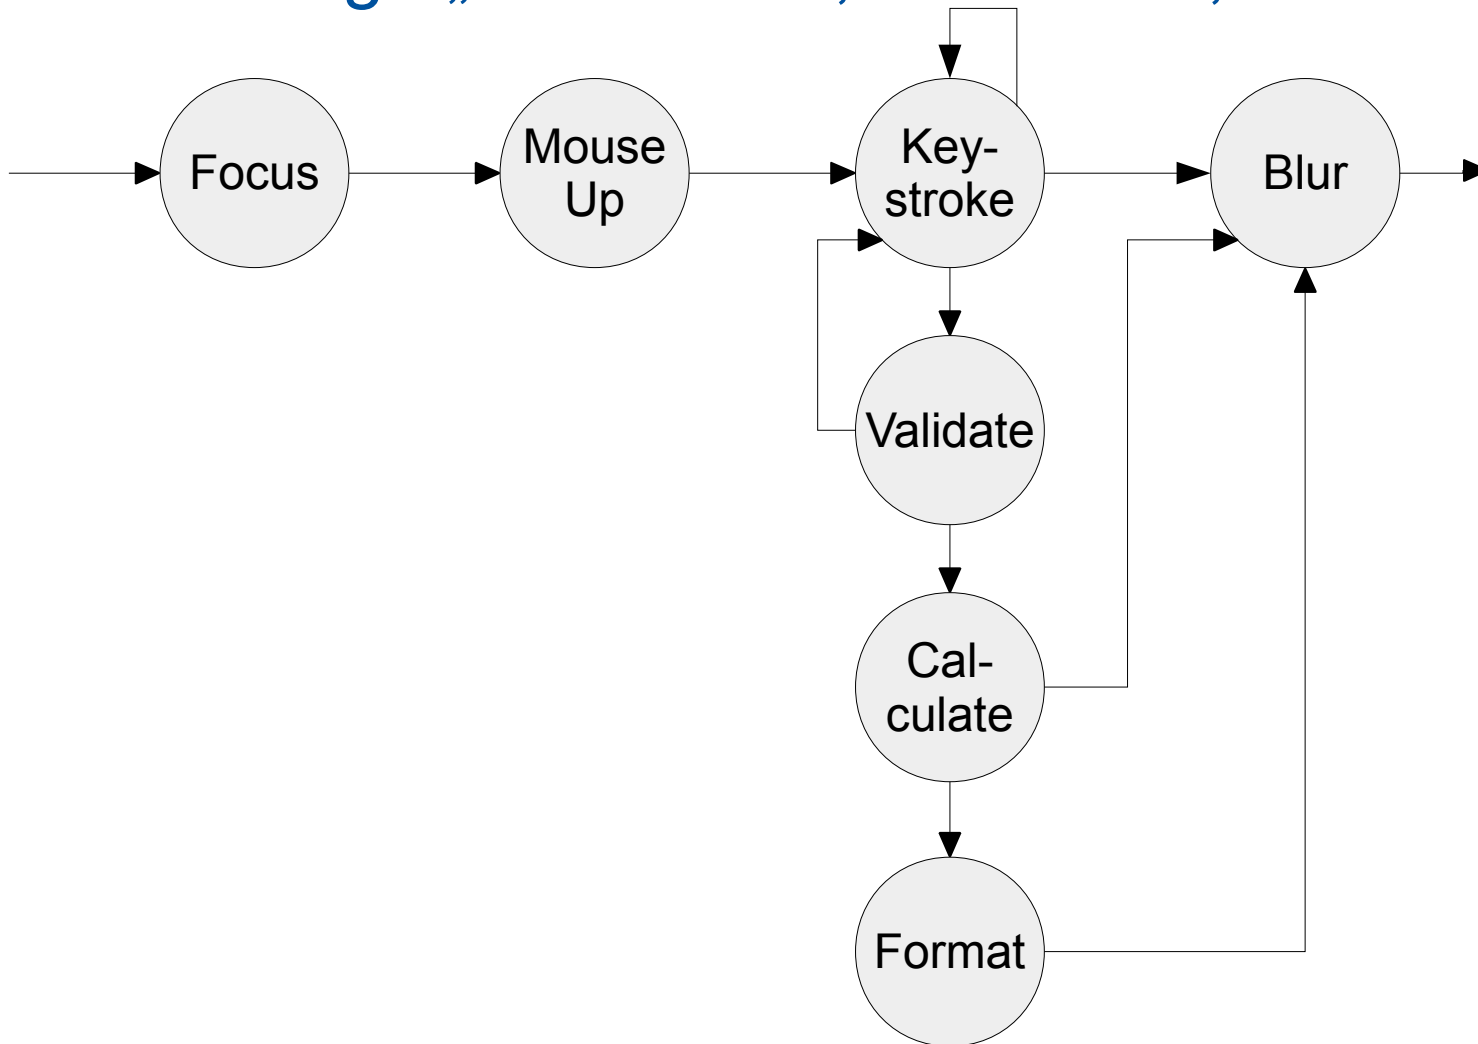 Focus
Mouse
Up
Key-
stroke
Blur
Validate
Cal-
culate
Format